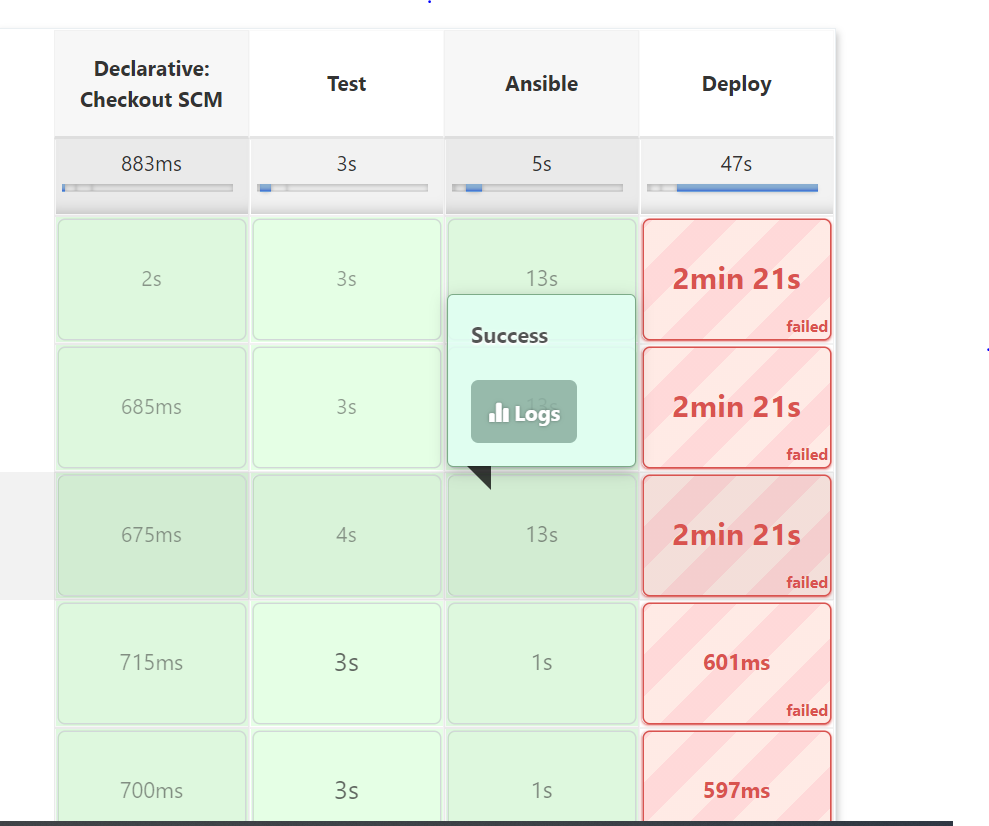 Declarative:
Checkout SCM
Test
Ansible
Deploy
883ms
3s
5s
47s
2s
3s
13s
2min 21s
failed
Success
Logs
685ms
3s
13s
2min 21s
failed
675ms
4s
13s
2min 21s
failed
715ms
3s
1s
601ms
failed
700ms
3s
1s
597ms